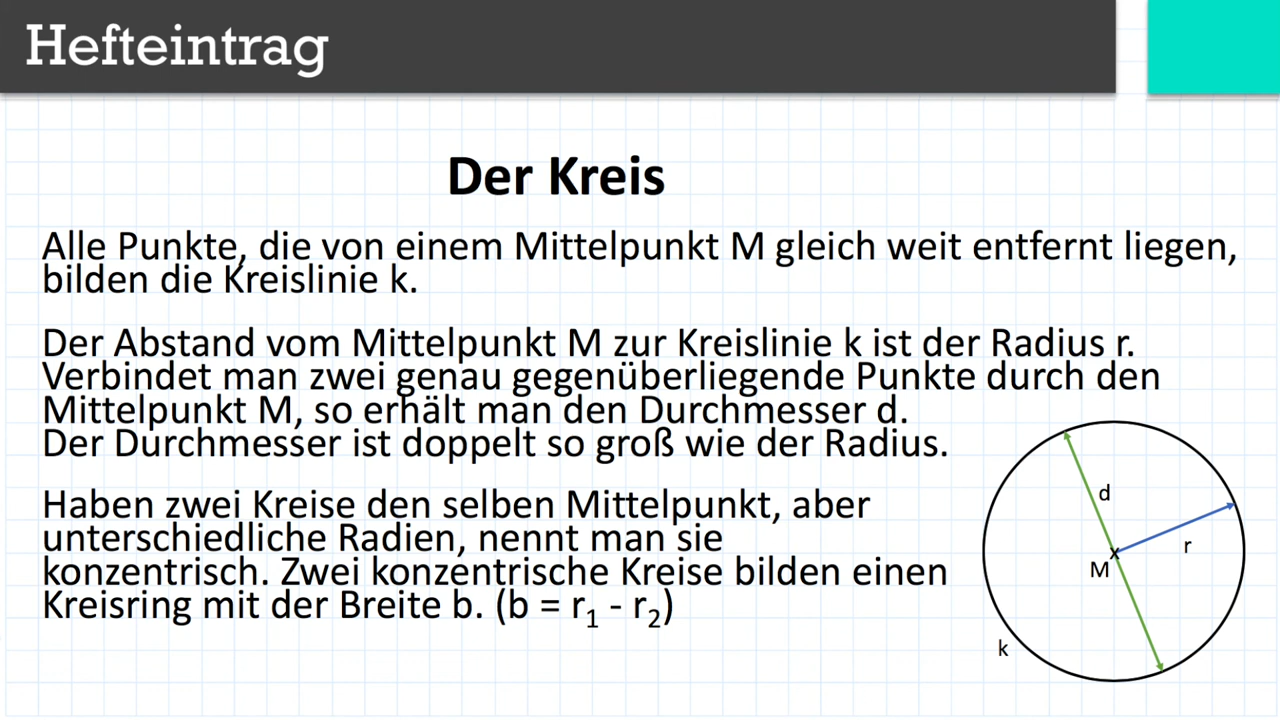 Hefteintrag
Der Kreis
Alle Punkte, die von einem Mittelpunkt M gleich weit entfernt liegen,
bilden die Kreislinie k.
Der Abstand vom Mittelpunkt M zur Kreislinie k ist der Radius r.
Verbindet man zwei genau gegenüberliegende Punkte durch den
Mittelpunkt M, so erhält man den Durchmesser d.
Der Durchmesser ist doppelt so groß wie der Radius.
Haben zwei Kreise den selben Mittelpunkt, aber
unterschiedliche Radien, nennt man sie
konzentrisch. Zwei konzentrische Kreise bilden einen
Kreisring mit der Breite b. (b = r₁ - r₂)
d
r
x
M
k